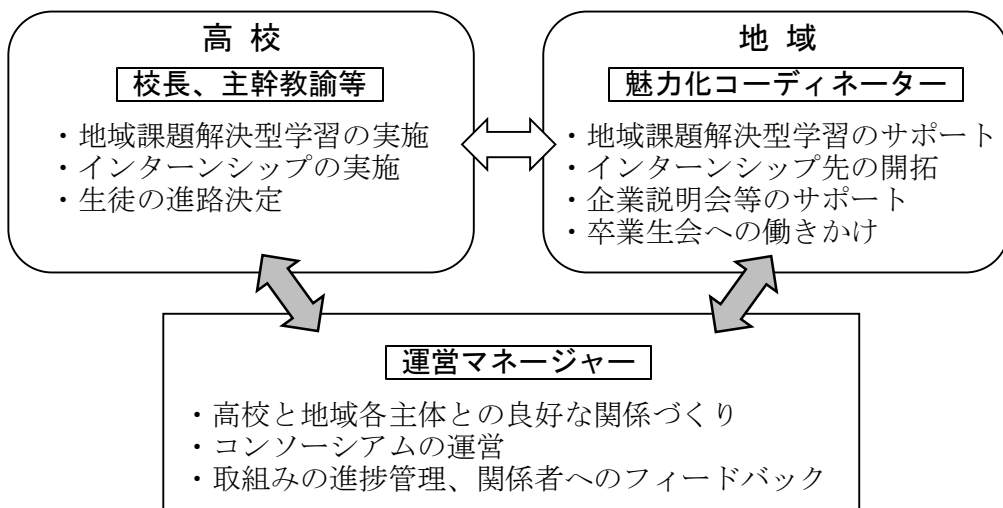 高 校
校長、主幹教諭等
・地域課題解決型学習の実施
・インターンシップの実施
・生徒の進路決定
地 域
魅力化コーディネーター
・地域課題解決型学習のサポート
・インターンシップ先の開拓
・企業説明会等のサポート
・卒業生会への働きかけ
運営マネージャー
・高校と地域各主体との良好な関係づくり
・コンソーシアムの運営
・取組みの進捗管理、関係者へのフィードバック